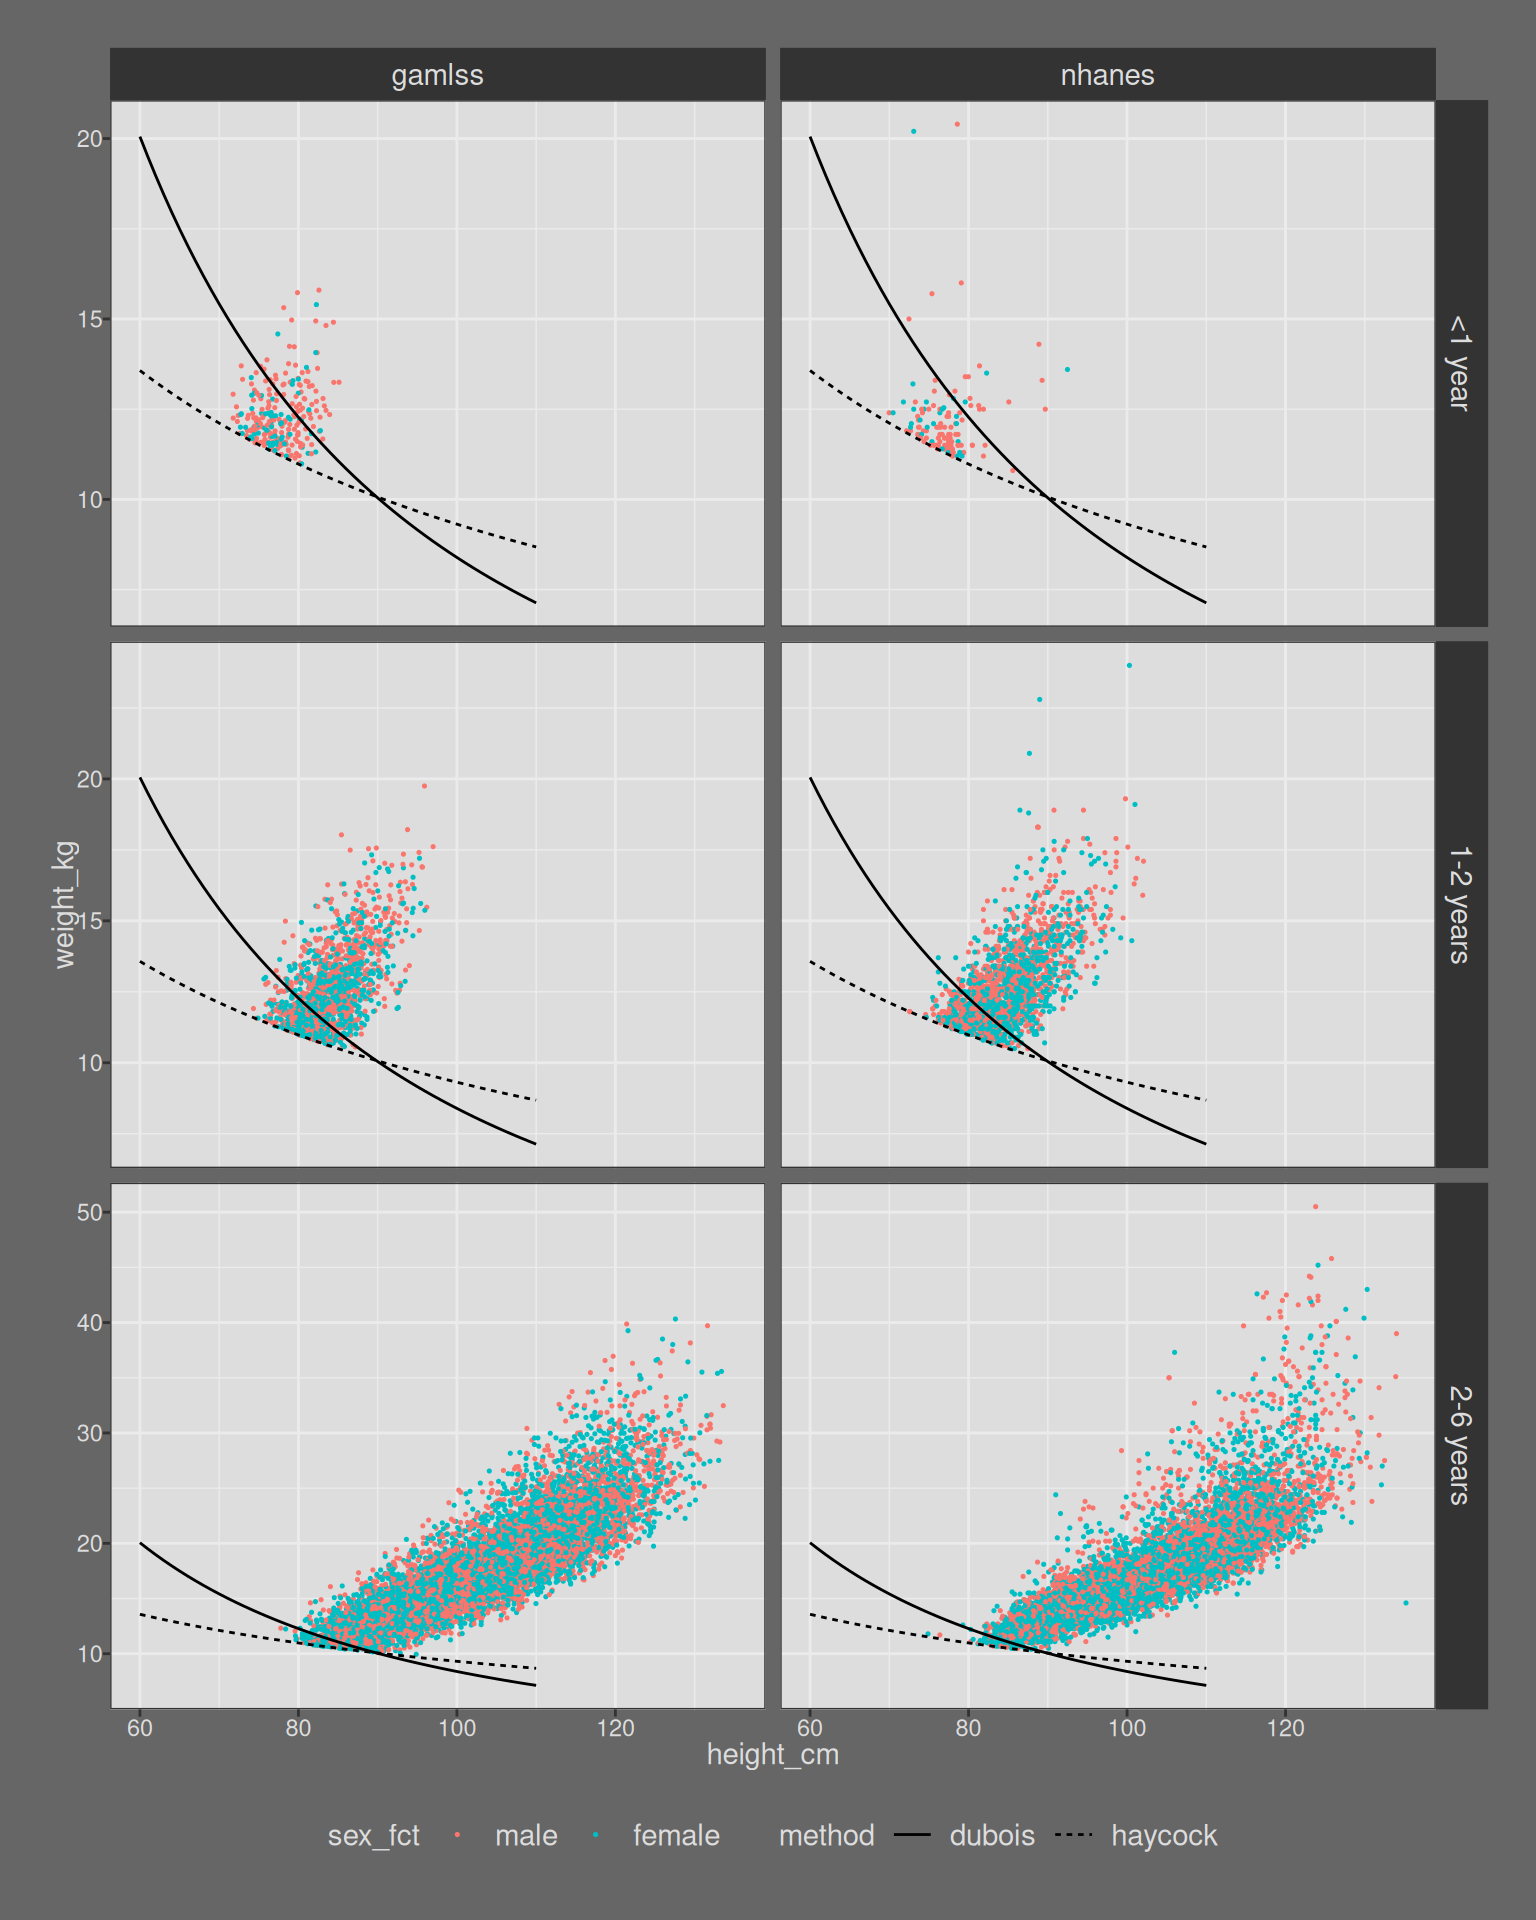 gamlss nhanes
20
15
10
<1 year
20
15
10
1-2 years
weight_kg
50
40
30
20
10
2-6 years
60 80 100 120 60 80 100 120
height_cm
sex_fct male female method dubois haycock